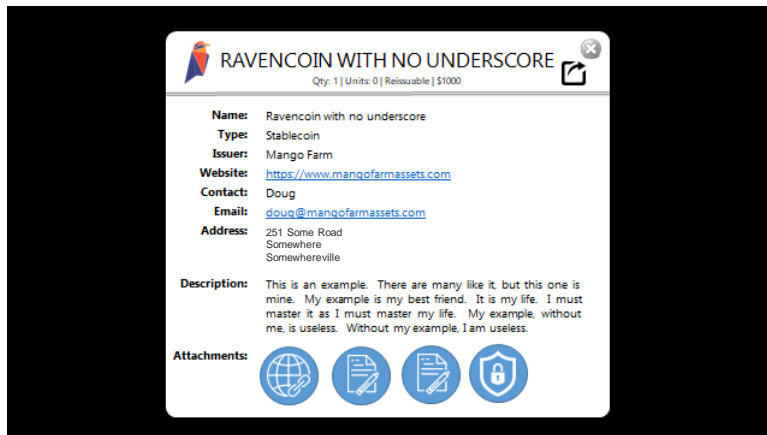 RAVENCOIN WITH NO UNDERSCORE
Qty: 1 | Units: 0 | Reissuable | $1000
Name: Ravencoin with no underscore
Type: Stablecoin
Issuer: Mango Farm
Website: https://www.mangofarmassets.com
Contact: Doug
Email: doug@mangofarmassets.com
Address: 251 Some Road
Somewhere
Somewhereville
Description: This is an example. There are many like it, but this one is
mine. My example is my best friend. It is my life. I must
master it as I must master my life. My example, without
me, is useless. Without my example, I am useless.
Attachments: